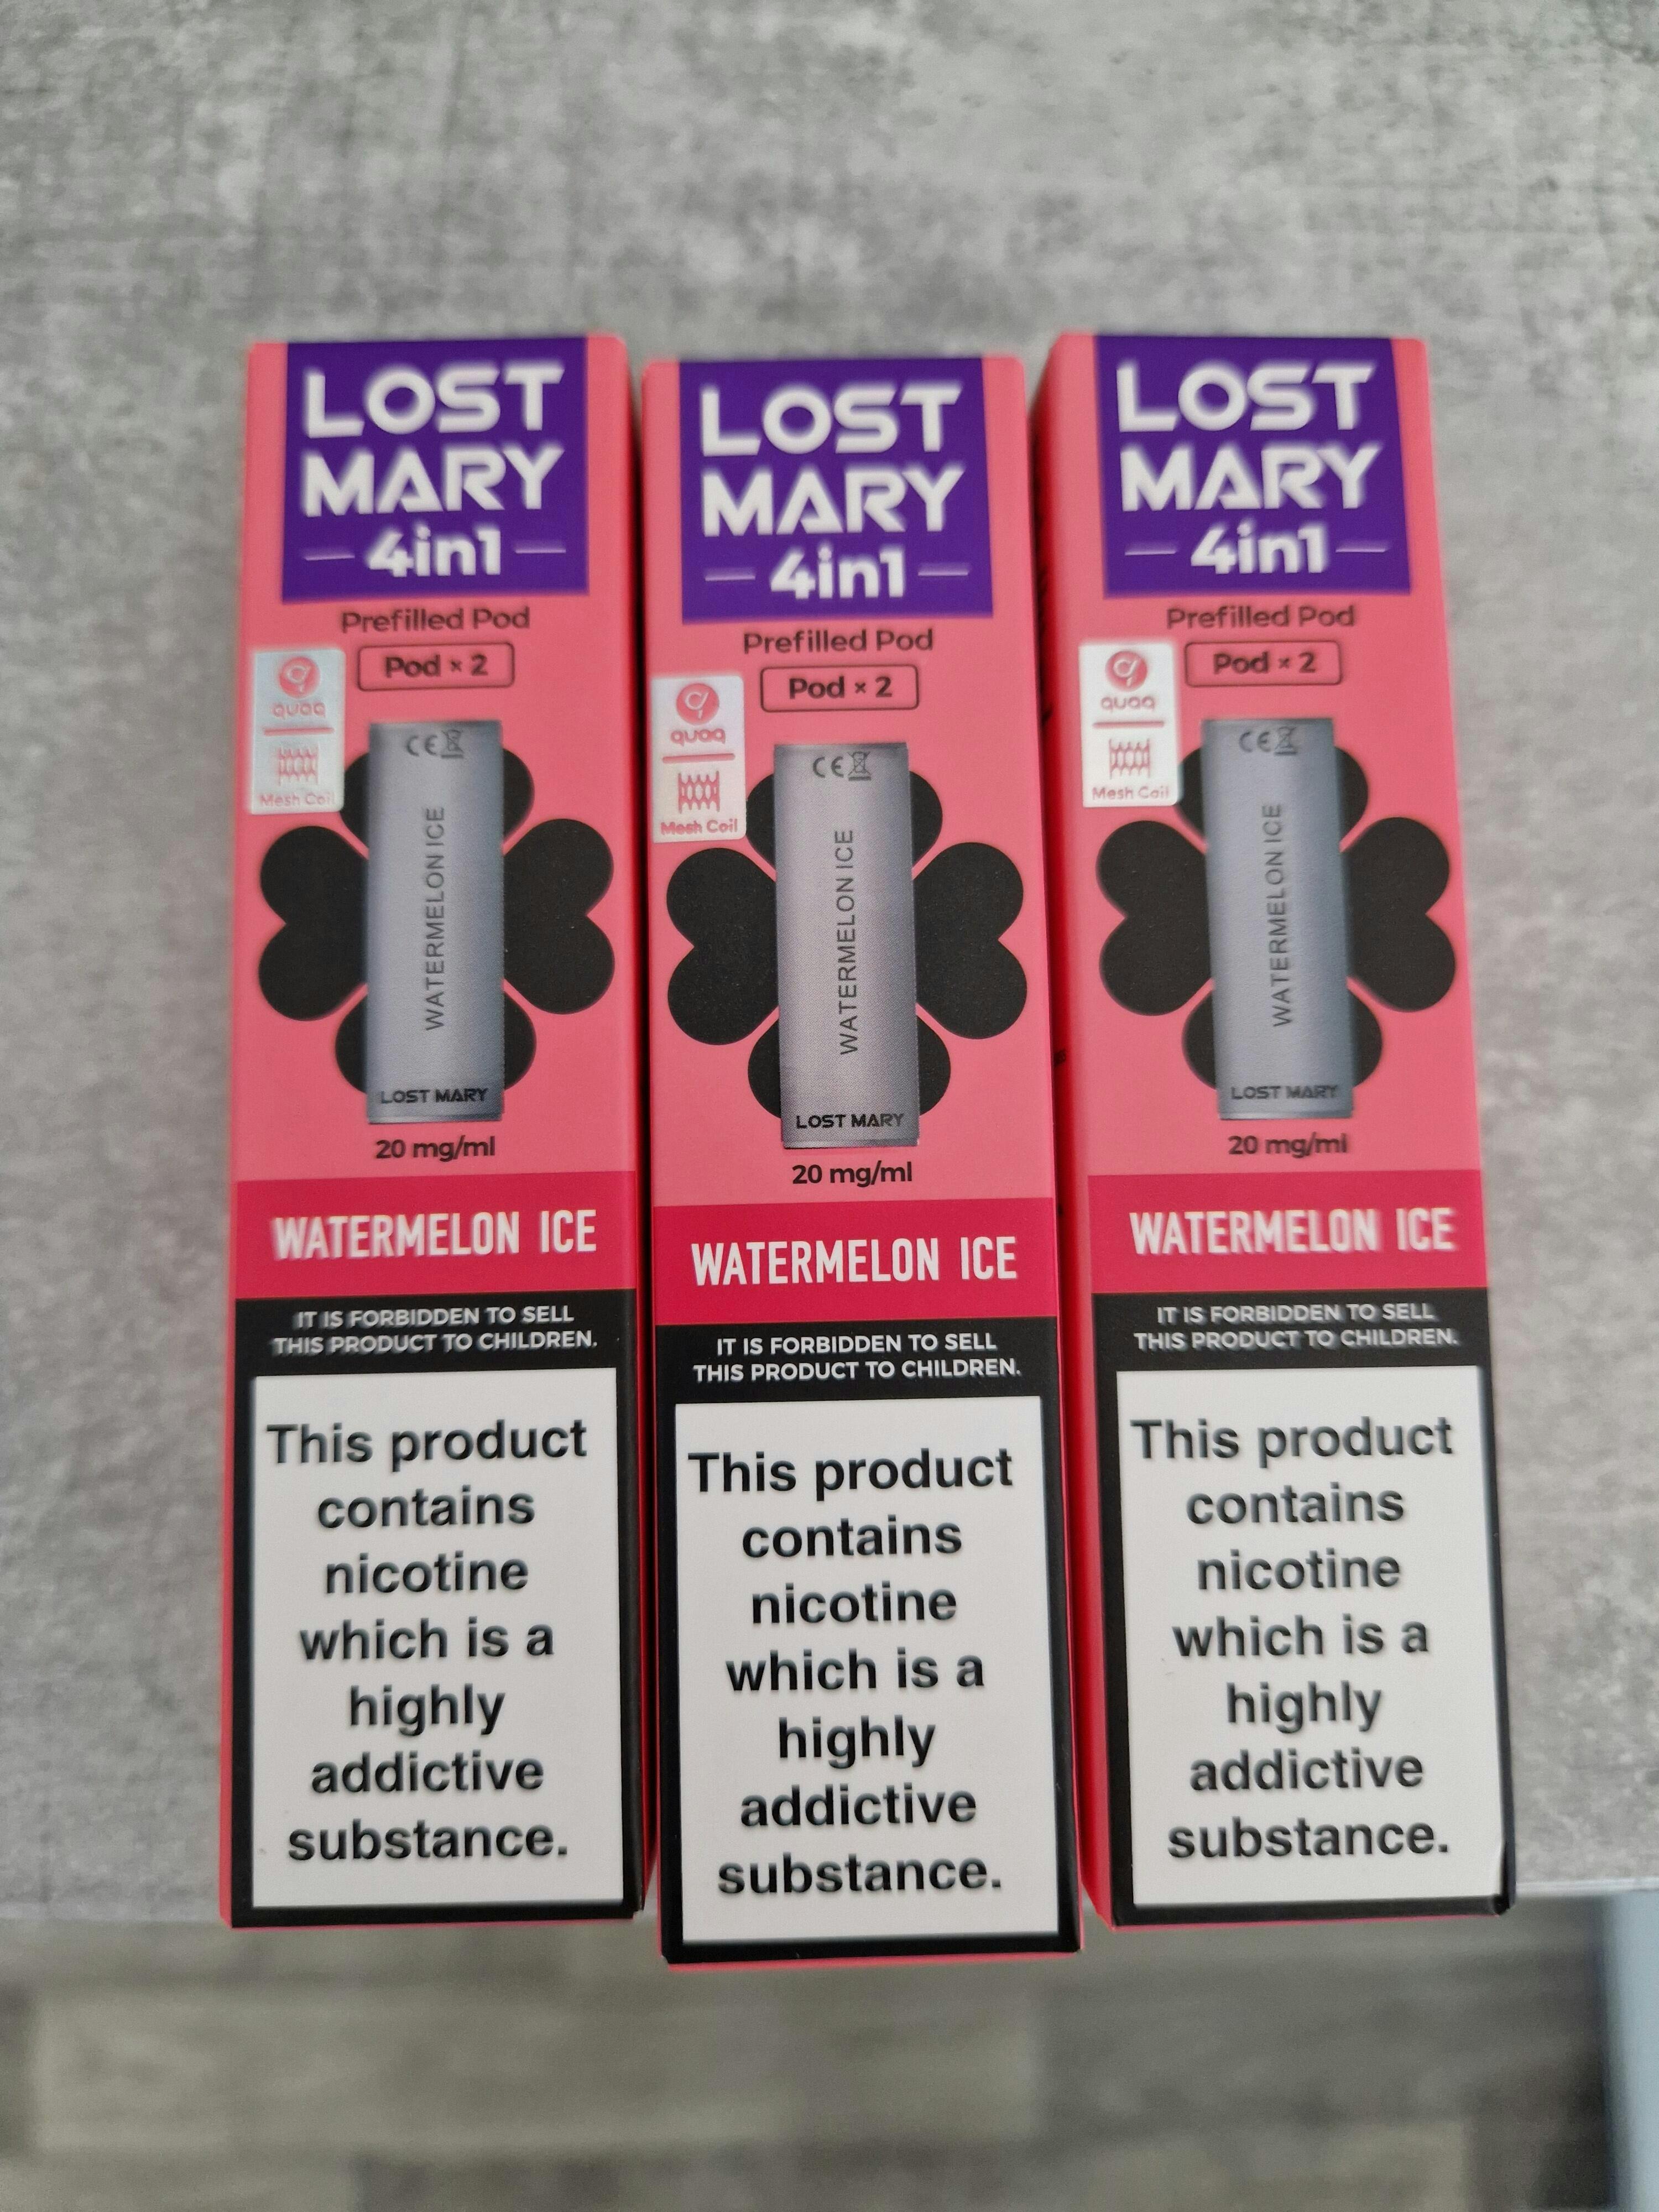 LOST
MARY
4in1
Prefilled Pod
Pod × 2
quaq
Mesh Coil
CE
WATERMELON ICE
LOST MARY
20 mg/ml
WATERMELON ICE
IT IS FORBIDDEN TO SELL
THIS PRODUCT TO CHILDREN.
This product
contains
nicotine
which is a
highly
addictive
substance.
LOST
MARY
4in1
Prefilled Pod
Pod × 2
quaq
Mesh Coil
CE
WATERMELON ICE
LOST MARY
20 mg/ml
WATERMELON ICE
IT IS FORBIDDEN TO SELL
THIS PRODUCT TO CHILDREN.
This product
contains
nicotine
which is a
highly
addictive
substance.
LOST
MARY
4in1
Prefilled Pod
Pod × 2
quaq
Mesh Coil
CE
WATERMELON ICE
LOST MARY
20 mg/ml
WATERMELON ICE
IT IS FORBIDDEN TO SELL
THIS PRODUCT TO CHILDREN.
This product
contains
nicotine
which is a
highly
addictive
substance.